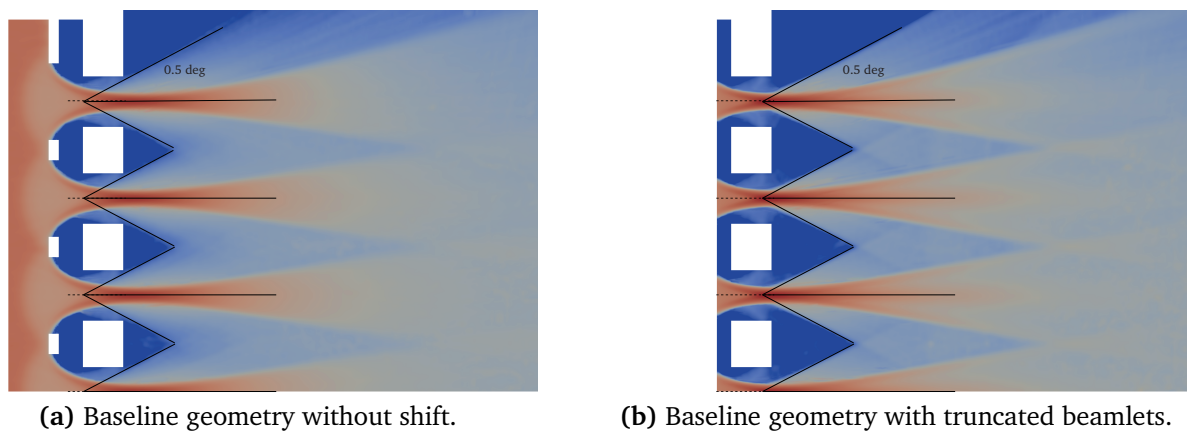 0.5 deg
0.5 deg
(a) Baseline geometry without shift.
(b) Baseline geometry with truncated beamlets.